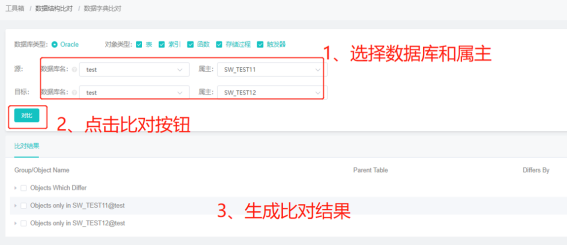 工具箱 / 数据结构比对 / 数据字典比对
数据库类型: Oracle 对象类型: 表 索引 函数 存储过程 触发器
1、选择数据库和属主
源: 数据库名: test 属主: SW_TEST11
目标: 数据库名: test 属主: SW_TEST12
对比
2、点击比对按钮
比对结果
Group/Object Name Parent Table Differs By
Objects Which Differ
Objects only in SW_TEST11@test
3、生成比对结果
Objects only in SW_TEST12@test